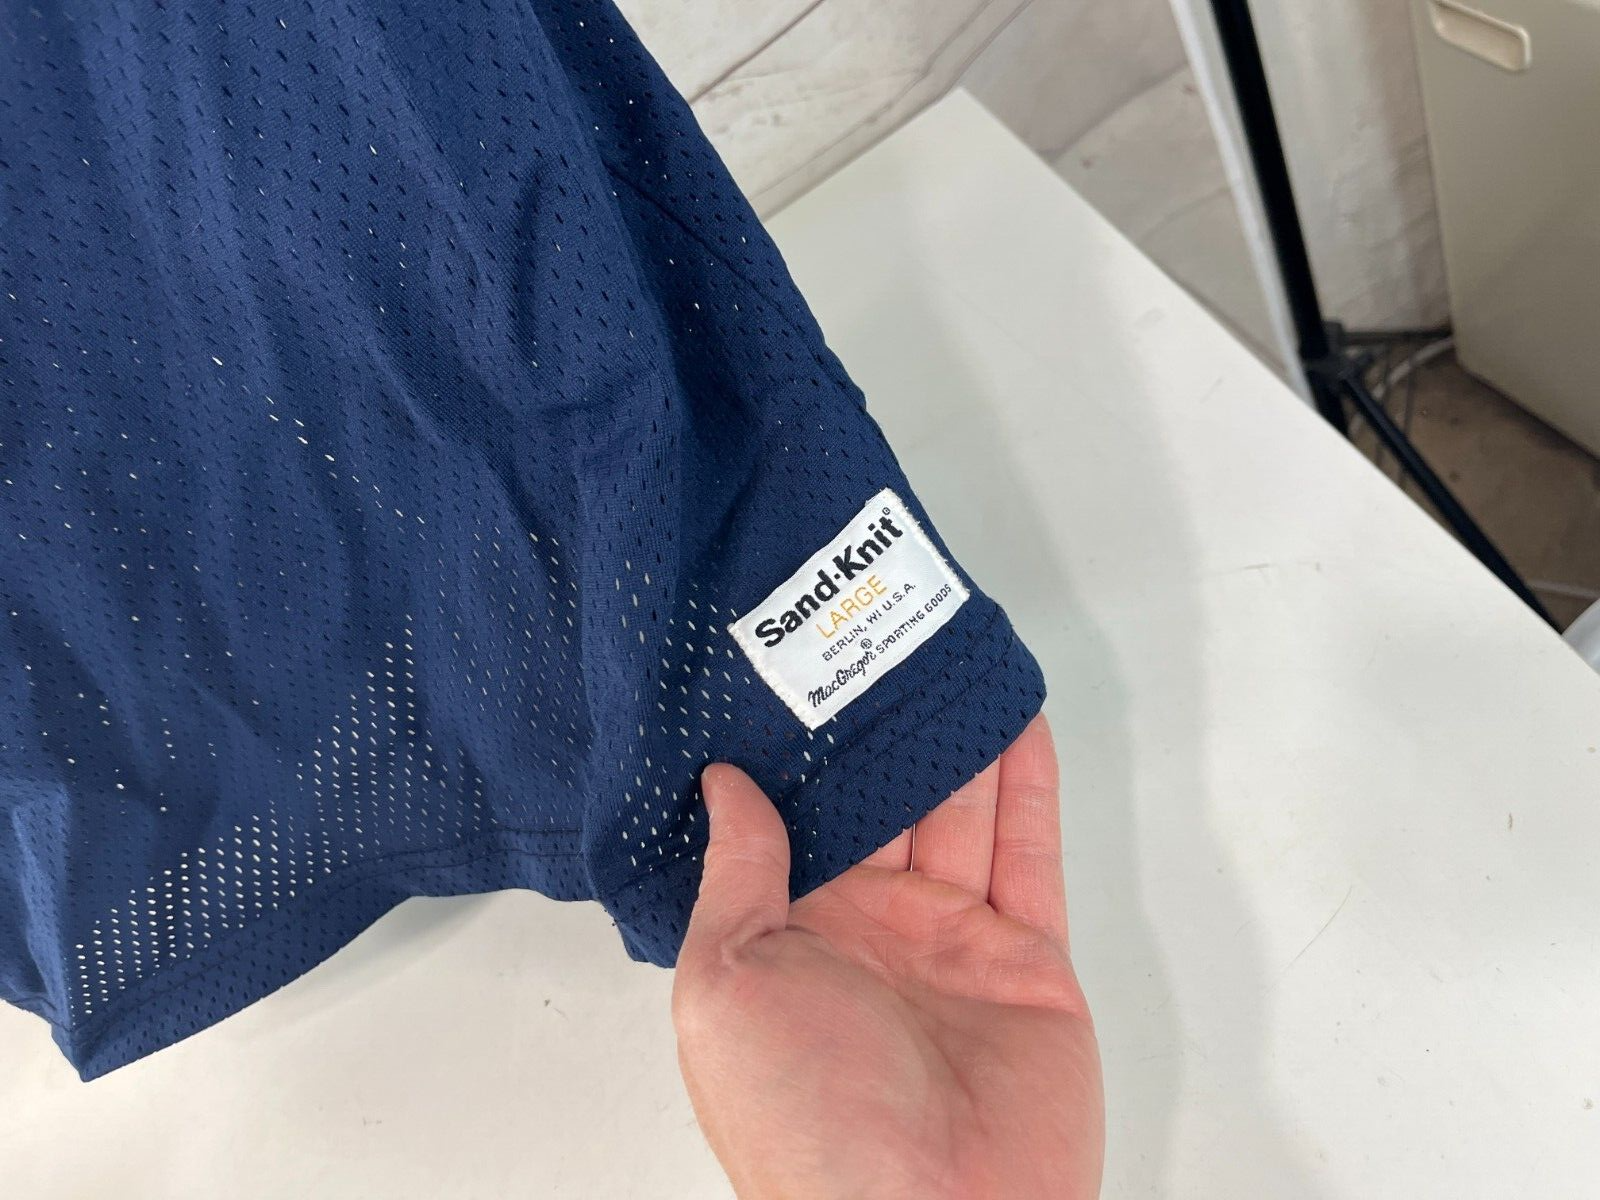 Sand·Knit®
LARGE
BERLIN, WI U.S.A.
MacGregor® SPORTING GOODS